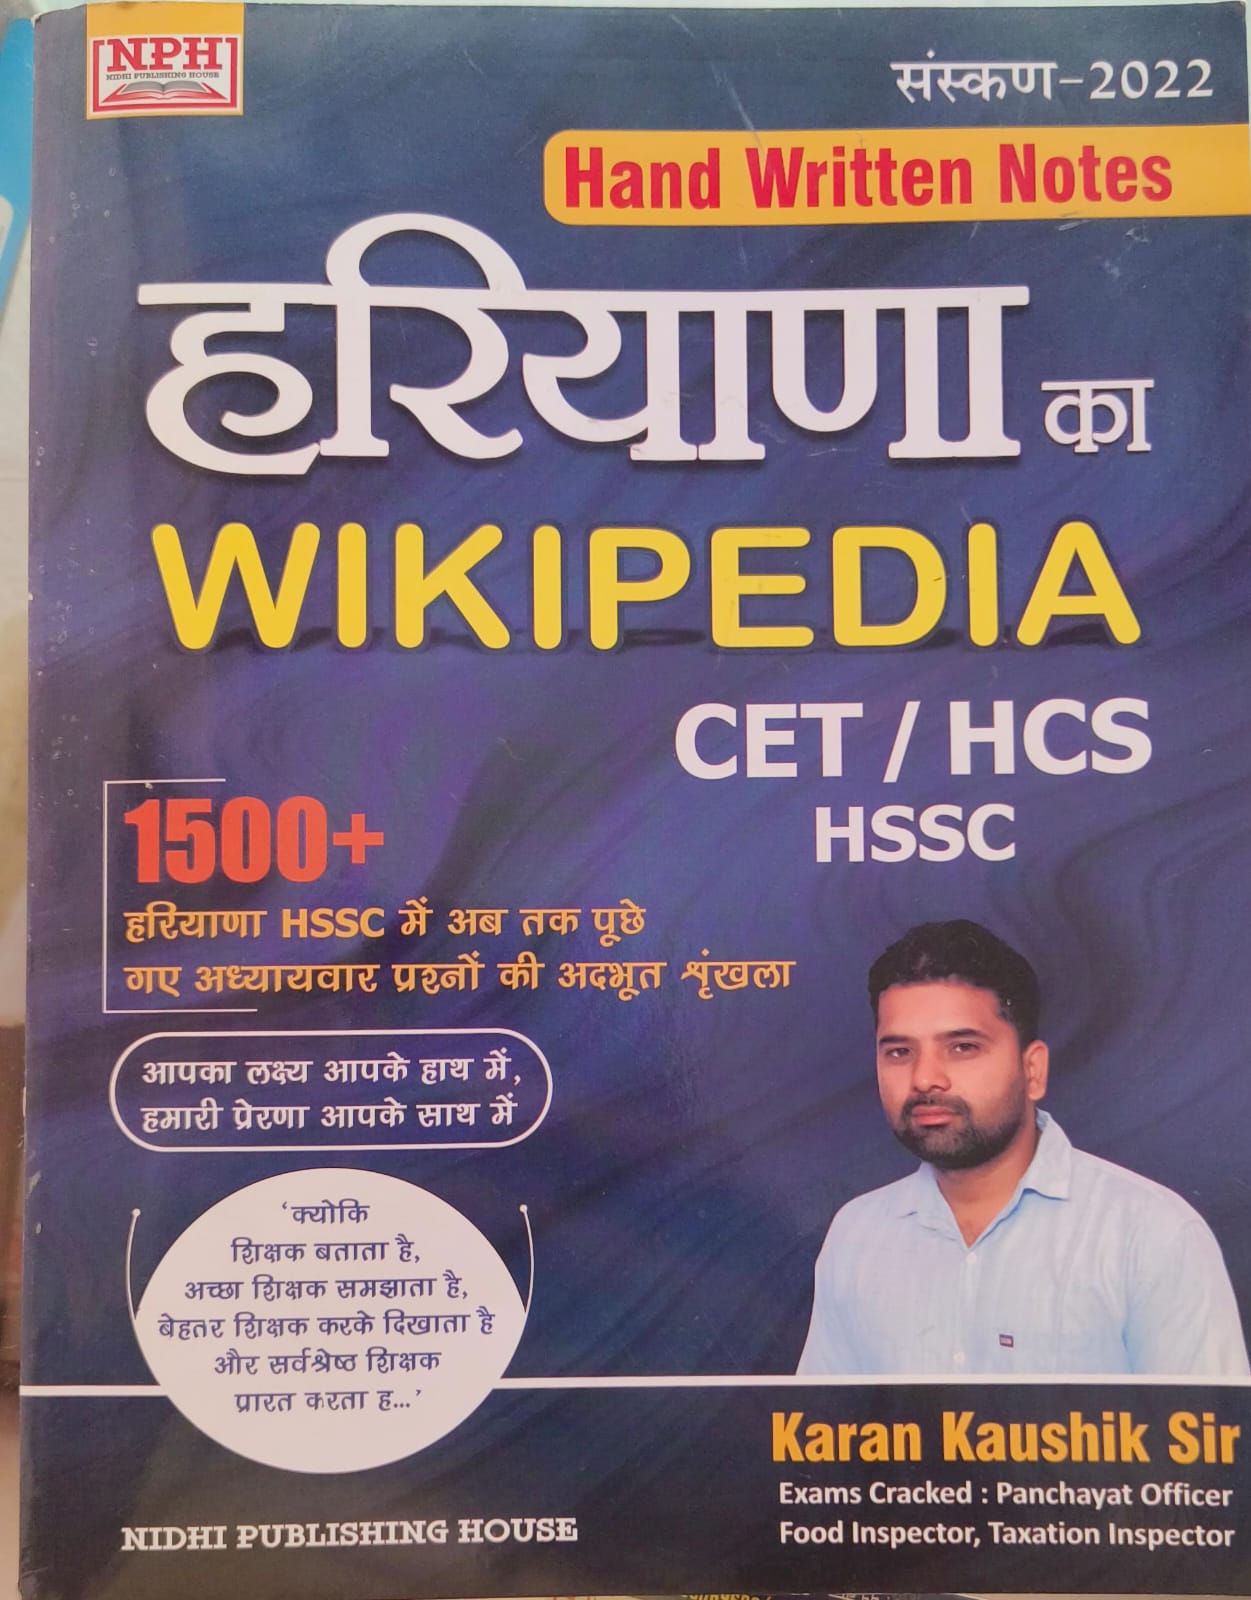 NPH
NIDHI PUBLISHING HOUSE
संस्कण-2022
Hand Written Notes
हरियाणा का
WIKIPEDIA
CET / HCS
HSSC
1500+
हरियाणा HSSC में अब तक पूछे
गए अध्यायवार प्रश्नों की अदभूत शृंखला
आपका लक्ष्य आपके हाथ में,
हमारी प्रेरणा आपके साथ में
‘क्योकि
शिक्षक बताता है,
अच्छा शिक्षक समझाता है,
बेहतर शिक्षक करके दिखाता है
और सर्वश्रेष्ठ शिक्षक
प्रारत करता ह...’
Karan Kaushik Sir
Exams Cracked : Panchayat Officer
Food Inspector, Taxation Inspector
NIDHI PUBLISHING HOUSE